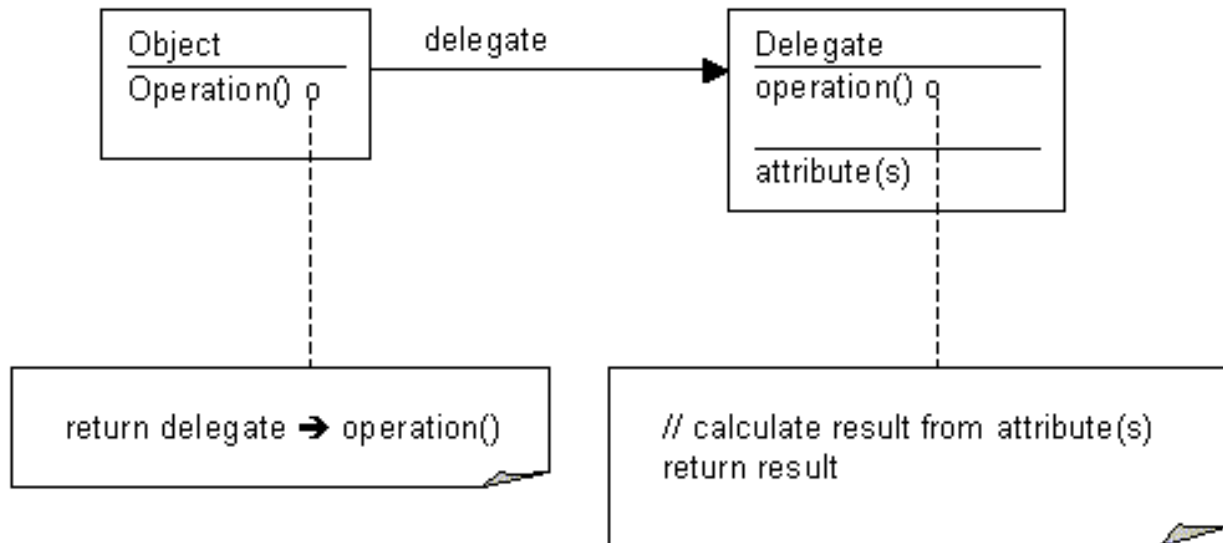 Object
Operation() o
delegate
Delegate
operation() o
attribute(s)
return delegate ➔ operation()
// calculate result from attribute(s)
return result